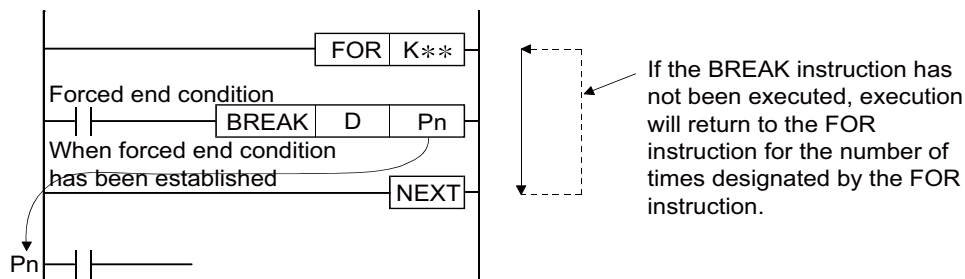 FOR K**
Forced end condition
BREAK D Pn
When forced end condition
has been established
NEXT
Pn
If the BREAK instruction has
not been executed, execution
will return to the FOR
instruction for the number of
times designated by the FOR
instruction.